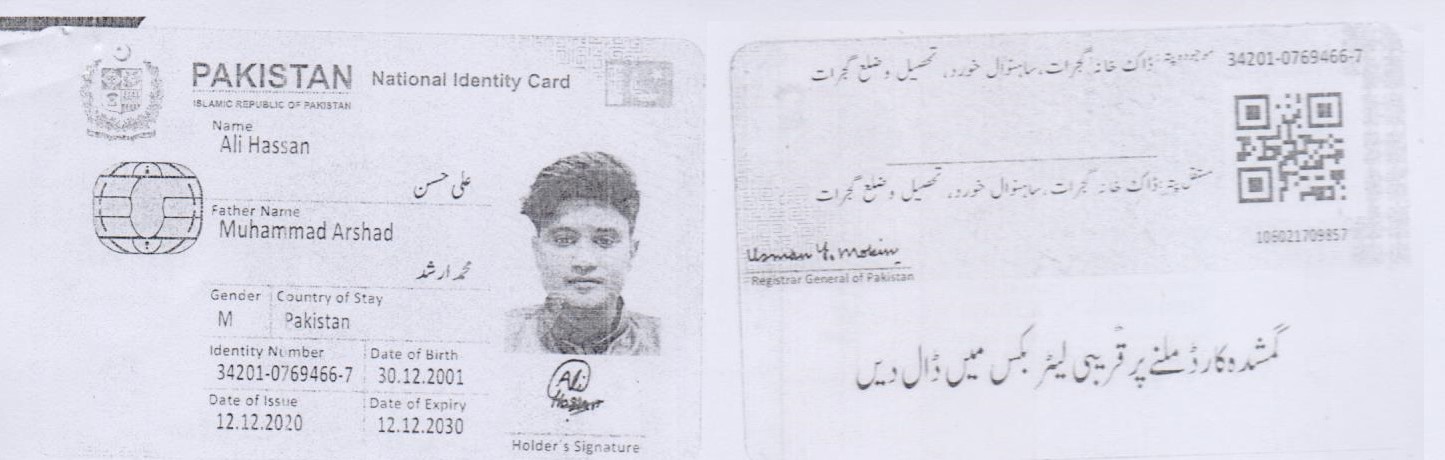 PAKISTAN National Identity Card
ISLAMIC REPUBLIC OF PAKISTAN
Name
Ali Hassan
علی حسن
Father Name
Muhammad Arshad
محمد ارشد
Gender Country of Stay
M Pakistan
Identity Number Date of Birth
34201-0769466-7 30.12.2001
Date of Issue Date of Expiry
12.12.2020 12.12.2030
Ali
Hassan
Holder's Signature
34201-0769466-7
موجودہ پتہ: ڈاک خانہ گجرات، ساہنوال خورد، تحصیل و ضلع گجرات
مستقل پتہ: ڈاک خانہ گجرات، ساہنوال خورد، تحصیل و ضلع گجرات
106021709857
Usman Y. Mobin
Registrar General of Pakistan
گمشدہ کارڈ ملنے پر قریبی لیٹر بکس میں ڈال دیں